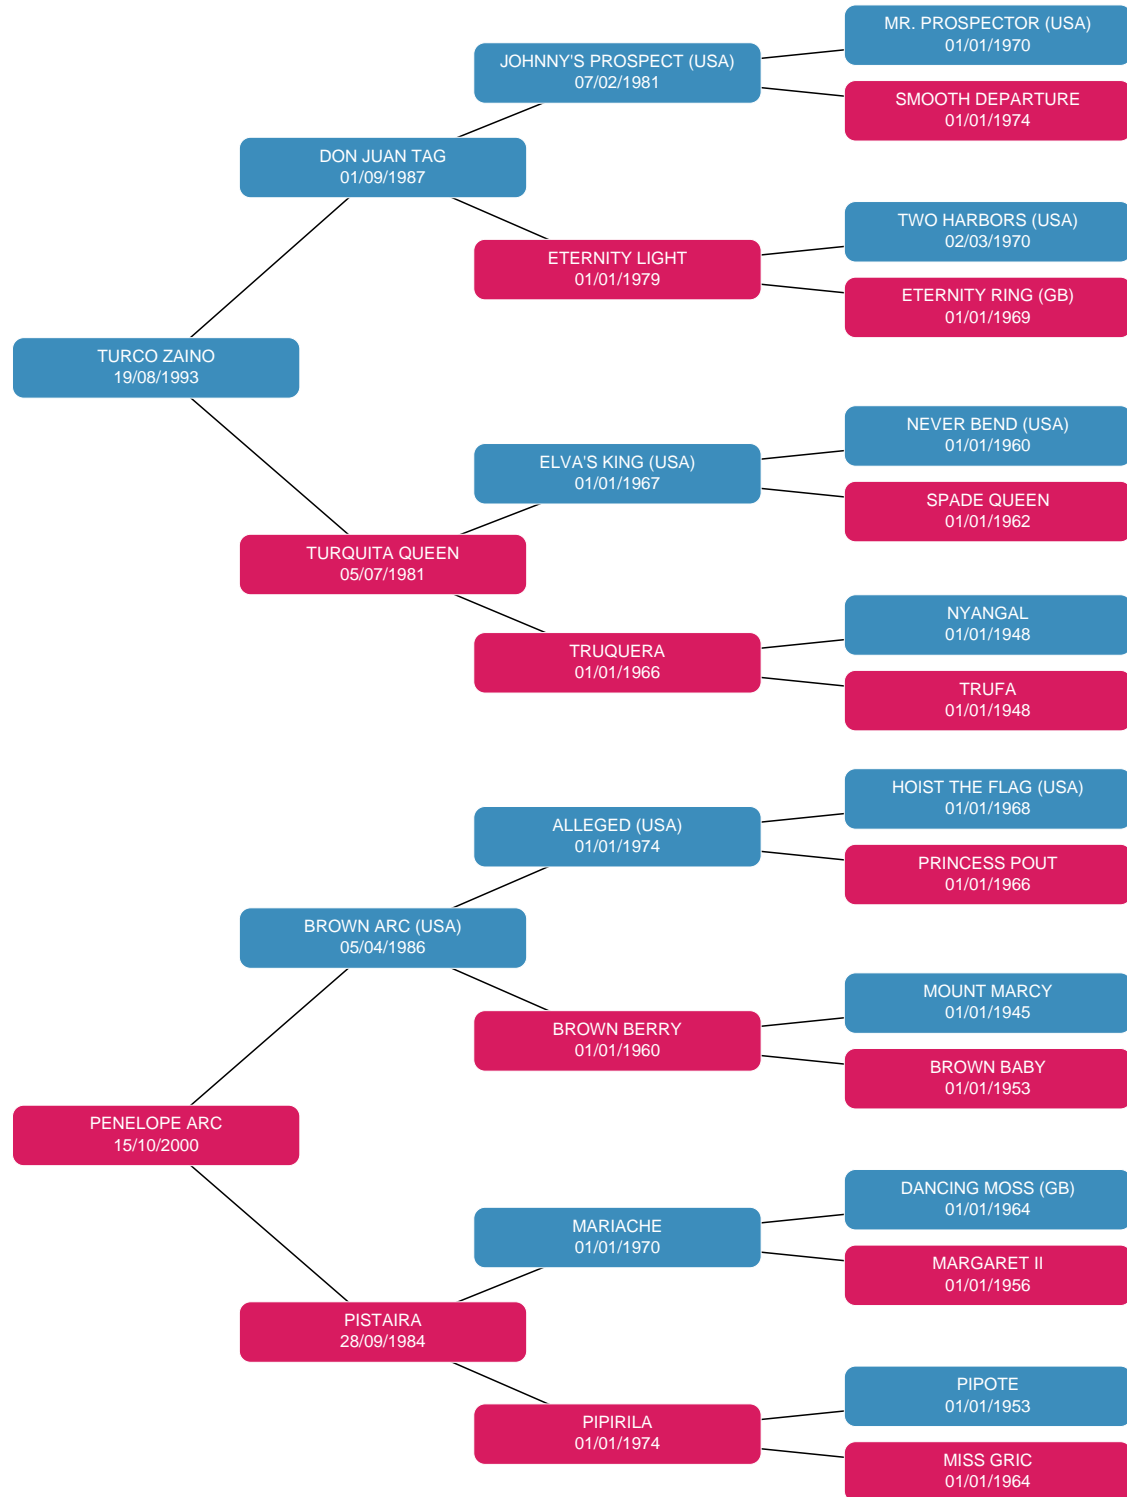 MR. PROSPECTOR (USA)
01/01/1970
JOHNNY'S PROSPECT (USA)
07/02/1981
SMOOTH DEPARTURE
01/01/1974
DON JUAN TAG
01/09/1987
TWO HARBORS (USA)
02/03/1970
ETERNITY LIGHT
01/01/1979
ETERNITY RING (GB)
01/01/1969
TURCO ZAINO
19/08/1993
NEVER BEND (USA)
01/01/1960
ELVA'S KING (USA)
01/01/1967
SPADE QUEEN
01/01/1962
TURQUITA QUEEN
05/07/1981
NYANGAL
01/01/1948
TRUQUERA
01/01/1966
TRUFA
01/01/1948
HOIST THE FLAG (USA)
01/01/1968
ALLEGED (USA)
01/01/1974
PRINCESS POUT
01/01/1966
BROWN ARC (USA)
05/04/1986
MOUNT MARCY
01/01/1945
BROWN BERRY
01/01/1960
BROWN BABY
01/01/1953
PENELOPE ARC
15/10/2000
DANCING MOSS (GB)
01/01/1964
MARIACHE
01/01/1970
MARGARET II
01/01/1956
PISTAIRA
28/09/1984
PIPOTE
01/01/1953
PIPIRILA
01/01/1974
MISS GRIC
01/01/1964